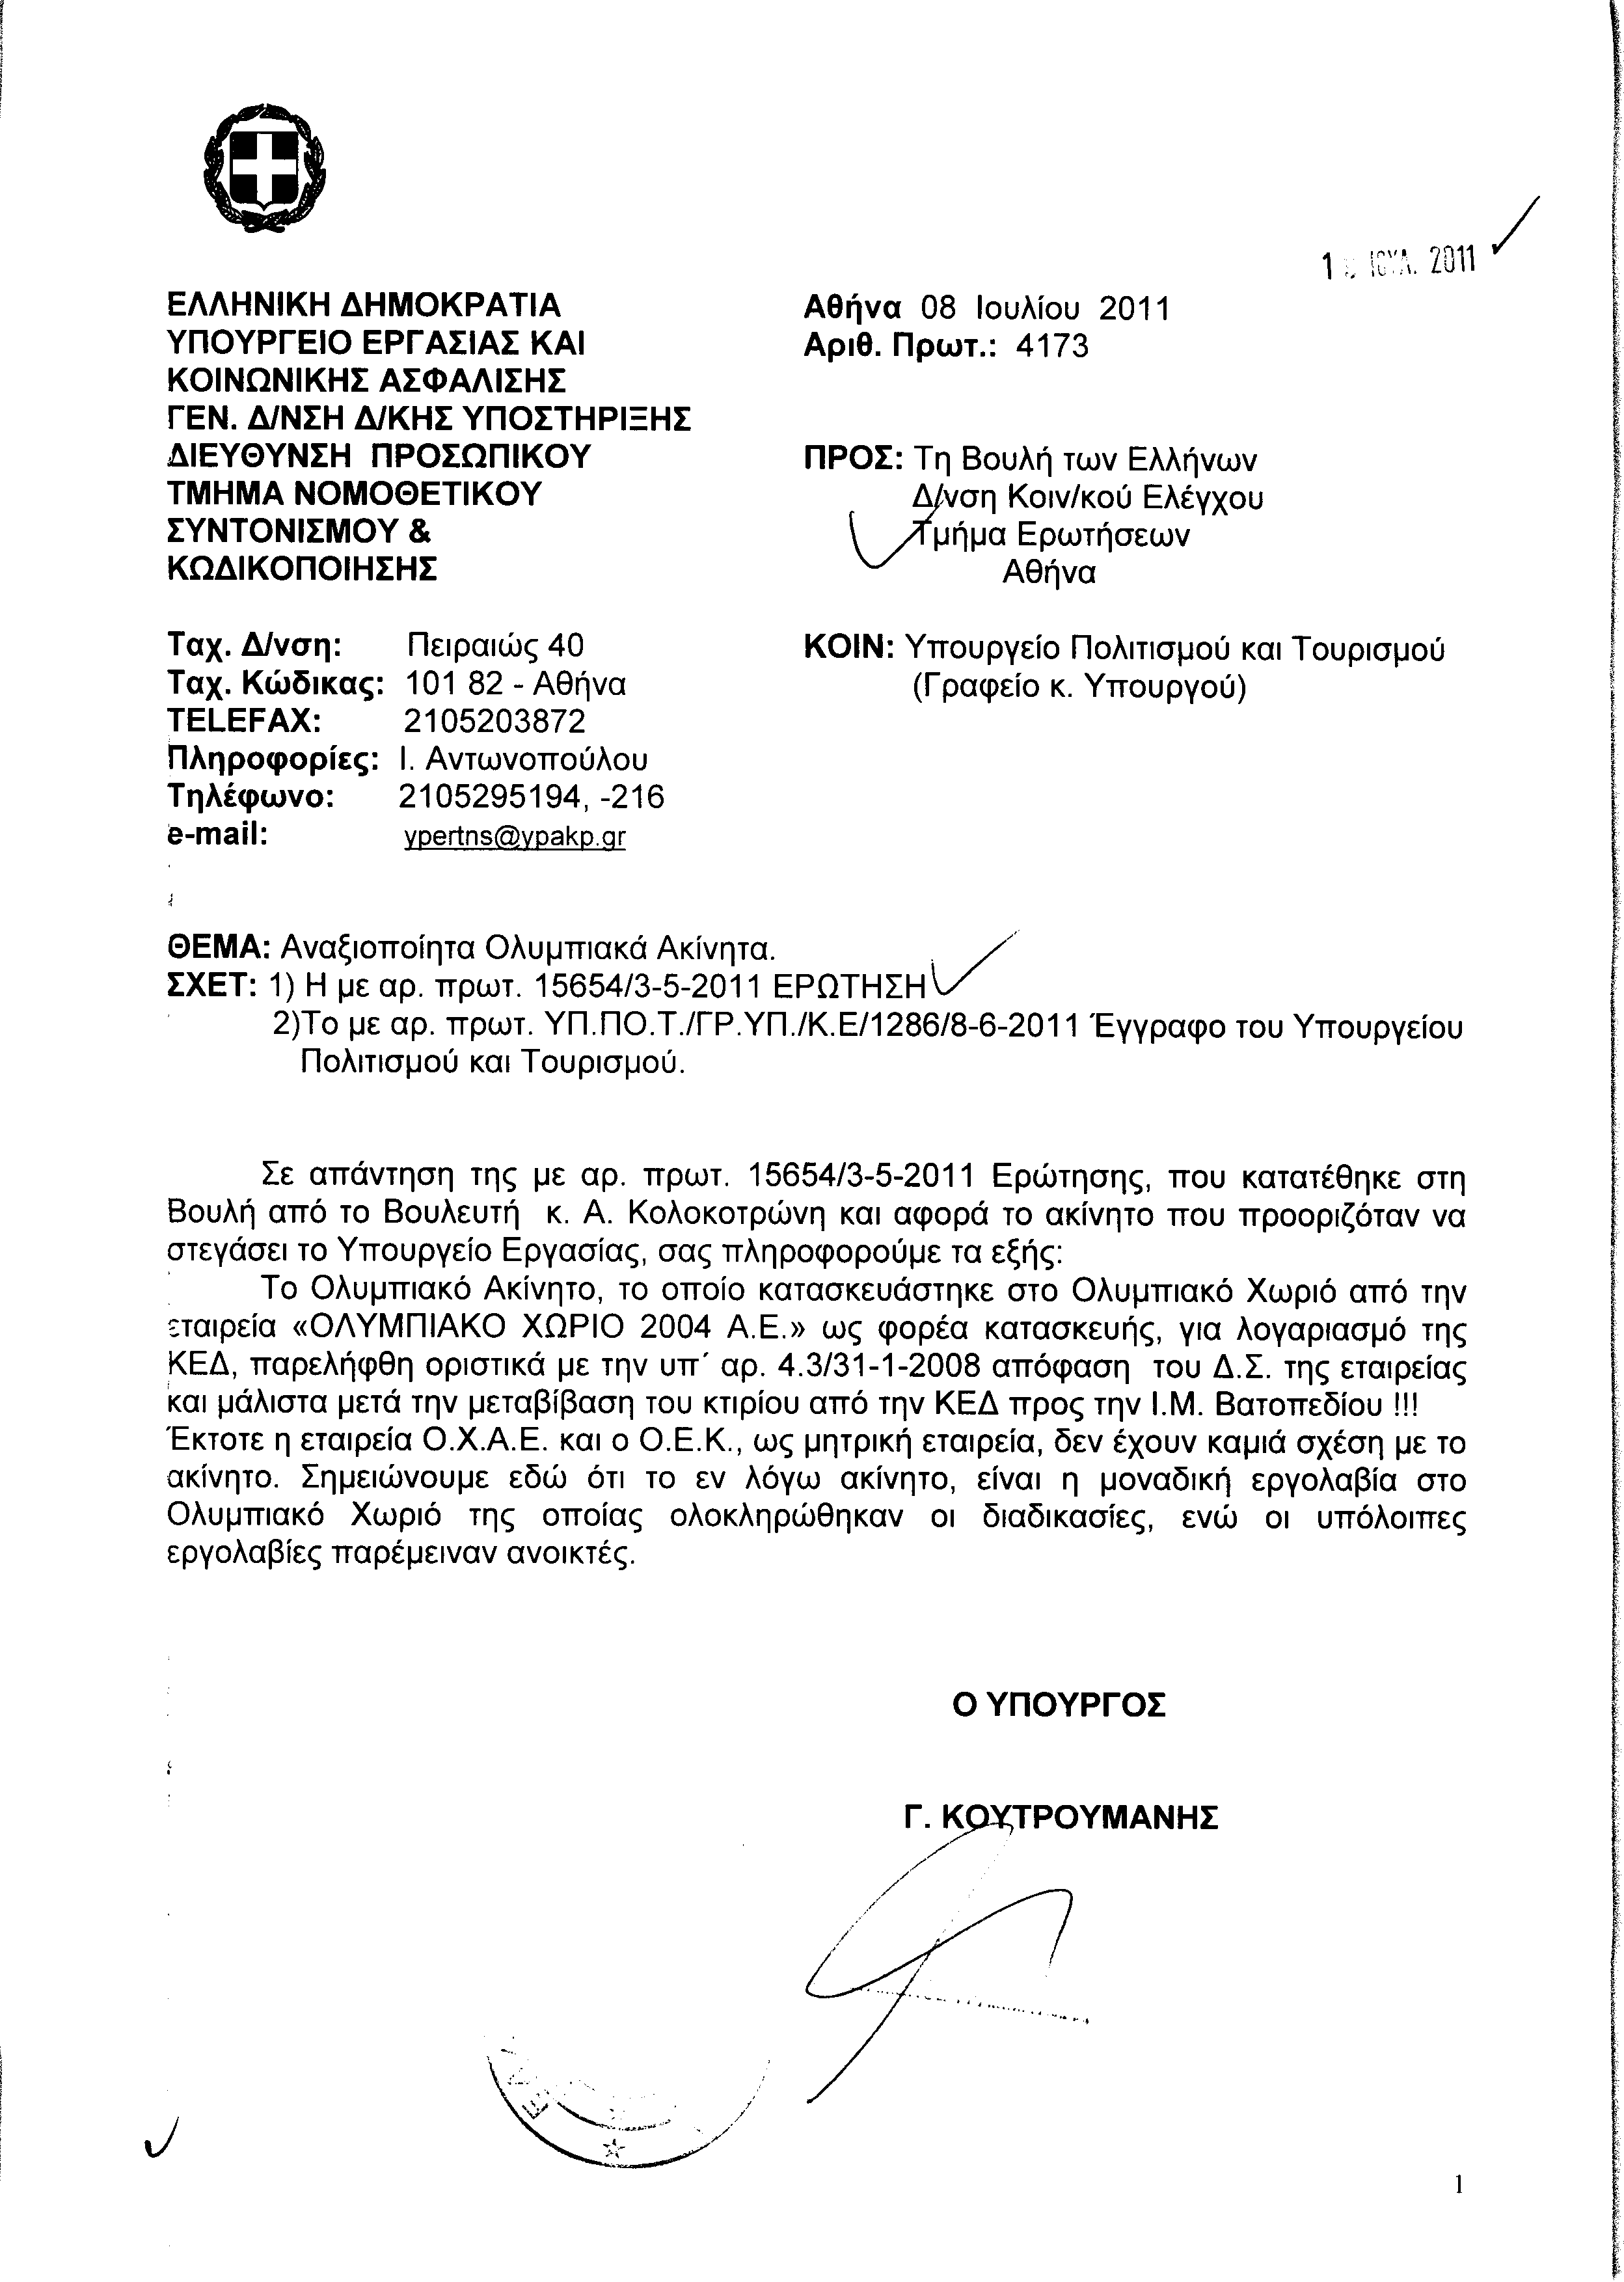 1 ΙΟΥΛ. 2011
ΕΛΛΗΝΙΚΗ ΔΗΜΟΚΡΑΤΙΑ
ΥΠΟΥΡΓΕΙΟ ΕΡΓΑΣΙΑΣ ΚΑΙ
ΚΟΙΝΩΝΙΚΗΣ ΑΣΦΑΛΙΣΗΣ
ΓΕΝ. Δ/ΝΣΗ Δ/ΚΗΣ ΥΠΟΣΤΗΡΙΞΗΣ
ΔΙΕΥΘΥΝΣΗ ΠΡΟΣΩΠΙΚΟΥ
ΤΜΗΜΑ ΝΟΜΟΘΕΤΙΚΟΥ
ΣΥΝΤΟΝΙΣΜΟΥ &
ΚΩΔΙΚΟΠΟΙΗΣΗΣ
Αθήνα 08 Ιουλίου 2011
Αριθ. Πρωτ.: 4173
ΠΡΟΣ: Τη Βουλή των Ελλήνων
Δ/νση Κοιν/κού Ελέγχου
Τμήμα Ερωτήσεων
Αθήνα
Ταχ. Δ/νση: Πειραιώς 40
Ταχ. Κώδικας: 101 82 - Αθήνα
TELEFAX: 2105203872
Πληροφορίες: Ι. Αντωνοπούλου
Τηλέφωνο: 2105295194, -216
e-mail: ypertns@ypakp.gr
ΚΟΙΝ: Υπουργείο Πολιτισμού και Τουρισμού
(Γραφείο κ. Υπουργού)
ΘΕΜΑ: Αναξιοποίητα Ολυμπιακά Ακίνητα.
ΣΧΕΤ: 1) Η με αρ. πρωτ. 15654/3-5-2011 ΕΡΩΤΗΣΗ
2)Το με αρ. πρωτ. ΥΠ.ΠΟ.Τ./ΓΡ.ΥΠ./Κ.Ε/1286/8-6-2011 Έγγραφο του Υπουργείου
Πολιτισμού και Τουρισμού.
Σε απάντηση της με αρ. πρωτ. 15654/3-5-2011 Ερώτησης, που κατατέθηκε στη
Βουλή από το Βουλευτή κ. Α. Κολοκοτρώνη και αφορά το ακίνητο που προοριζόταν να
στεγάσει το Υπουργείο Εργασίας, σας πληροφορούμε τα εξής:
Το Ολυμπιακό Ακίνητο, το οποίο κατασκευάστηκε στο Ολυμπιακό Χωριό από την
εταιρεία «ΟΛΥΜΠΙΑΚΟ ΧΩΡΙΟ 2004 Α.Ε.» ως φορέα κατασκευής, για λογαριασμό της
ΚΕΔ, παρελήφθη οριστικά με την υπ΄ αρ. 4.3/31-1-2008 απόφαση του Δ.Σ. της εταιρείας
και μάλιστα μετά την μεταβίβαση του κτιρίου από την ΚΕΔ προς την Ι.Μ. Βατοπεδίου !!!
Έκτοτε η εταιρεία Ο.Χ.Α.Ε. και ο Ο.Ε.Κ., ως μητρική εταιρεία, δεν έχουν καμιά σχέση με το
ακίνητο. Σημειώνουμε εδώ ότι το εν λόγω ακίνητο, είναι η μοναδική εργολαβία στο
Ολυμπιακό Χωριό της οποίας ολοκληρώθηκαν οι διαδικασίες, ενώ οι υπόλοιπες
εργολαβίες παρέμειναν ανοικτές.
Ο ΥΠΟΥΡΓΟΣ
Γ. ΚΟΥΤΡΟΥΜΑΝΗΣ
1